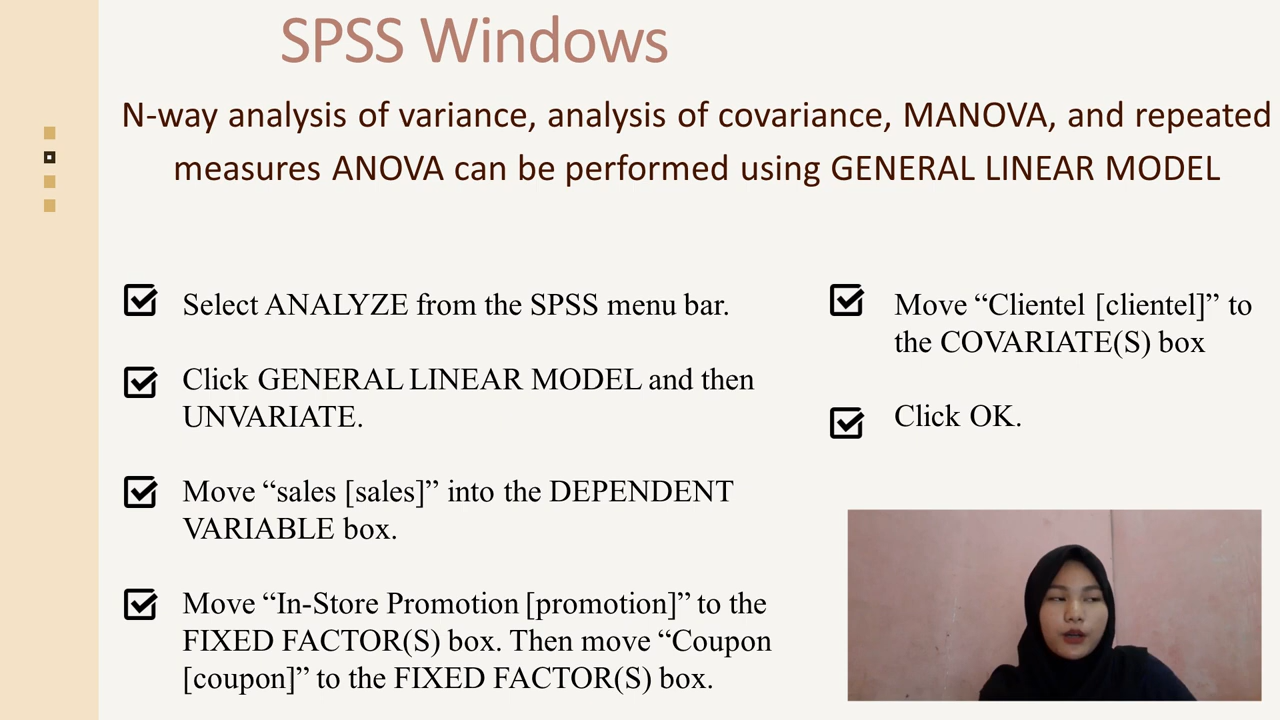 SPSS Windows
N-way analysis of variance, analysis of covariance, MANOVA, and repeated
measures ANOVA can be performed using GENERAL LINEAR MODEL
Select ANALYZE from the SPSS menu bar.
Click GENERAL LINEAR MODEL and then
UNVARIATE.
Move “sales [sales]” into the DEPENDENT
VARIABLE box.
Move “In-Store Promotion [promotion]” to the
FIXED FACTOR(S) box. Then move “Coupon
[coupon]” to the FIXED FACTOR(S) box.
Move “Clientel [clientel]” to
the COVARIATE(S) box
Click OK.